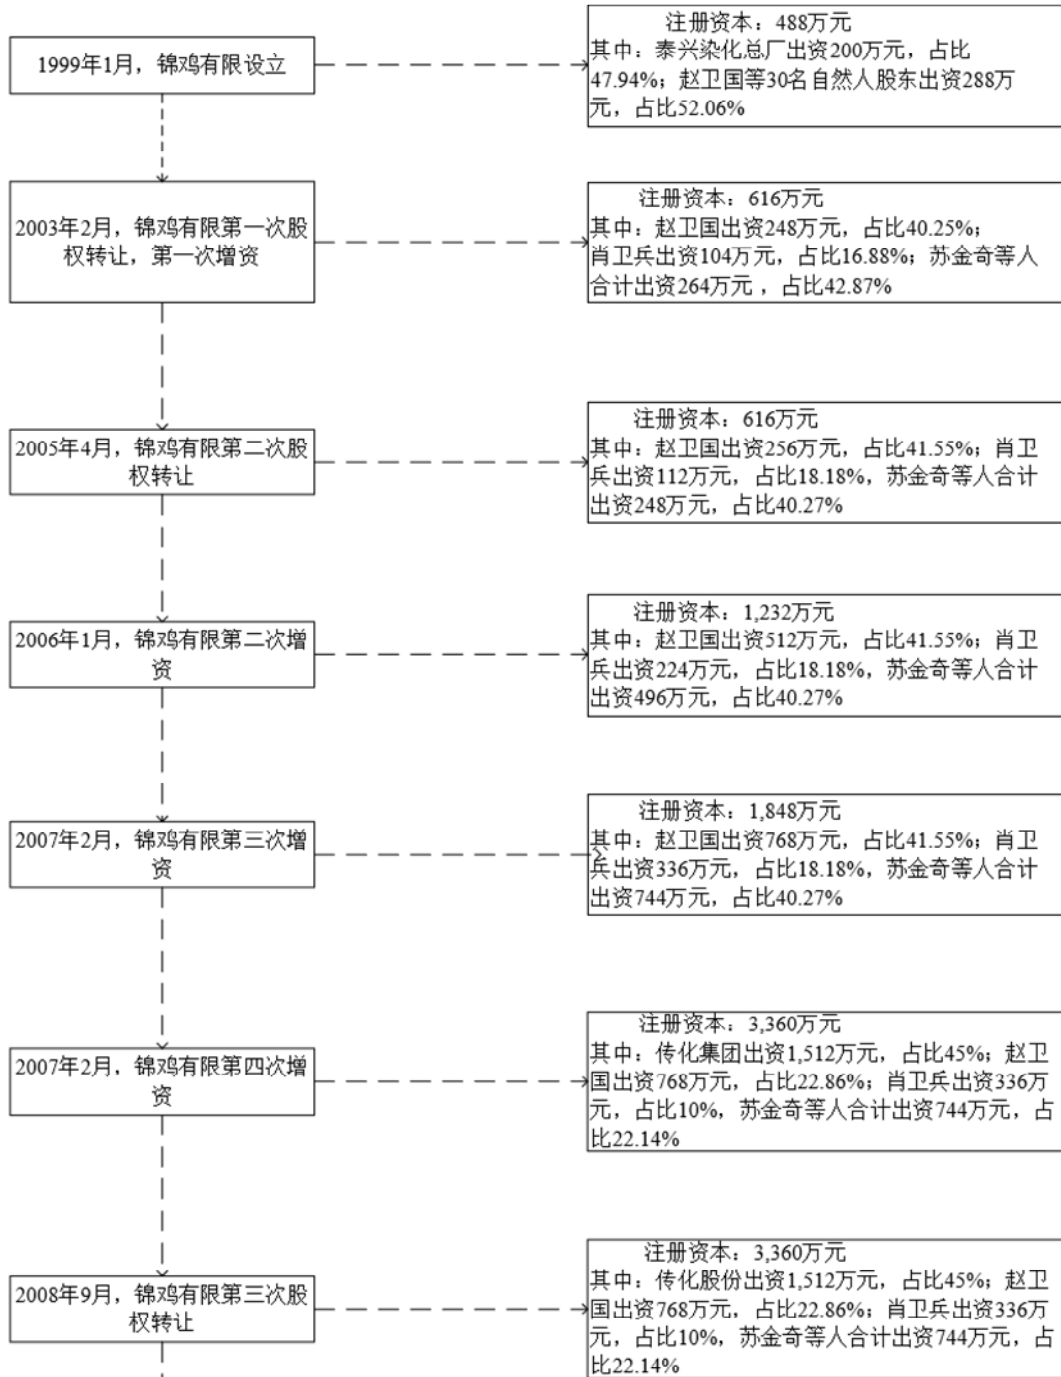 1999年1月，锦鸡有限设立
注册资本：488万元
其中：泰兴染化总厂出资200万元，占比
47.94%；赵卫国等30名自然人股东出资288万
元，占比52.06%
2003年2月，锦鸡有限第一次股
权转让，第一次增资
注册资本：616万元
其中：赵卫国出资248万元，占比40.25%；
肖卫兵出资104万元，占比16.88%；苏金奇等人
合计出资264万元 ，占比42.87%
2005年4月，锦鸡有限第二次股
权转让
注册资本：616万元
其中：赵卫国出资256万元，占比41.55%；肖卫
兵出资112万元，占比18.18%，苏金奇等人合计
出资248万元，占比40.27%
2006年1月，锦鸡有限第二次增
资
注册资本：1,232万元
其中：赵卫国出资512万元，占比41.55%；肖卫
兵出资224万元，占比18.18%，苏金奇等人合计
出资496万元，占比40.27%
2007年2月，锦鸡有限第三次增
资
注册资本：1,848万元
其中：赵卫国出资768万元，占比41.55%；肖卫
兵出资336万元，占比18.18%，苏金奇等人合计
出资744万元，占比40.27%
2007年2月，锦鸡有限第四次增
资
注册资本：3,360万元
其中：传化集团出资1,512万元，占比45%；赵卫
国出资768万元，占比22.86%；肖卫兵出资336万
元，占比10%，苏金奇等人合计出资744万元，占
比22.14%
2008年9月，锦鸡有限第三次股
权转让
注册资本：3,360万元
其中：传化股份出资1,512万元，占比45%；赵卫
国出资768万元，占比22.86%；肖卫兵出资336万
元，占比10%，苏金奇等人合计出资744万元，占
比22.14%